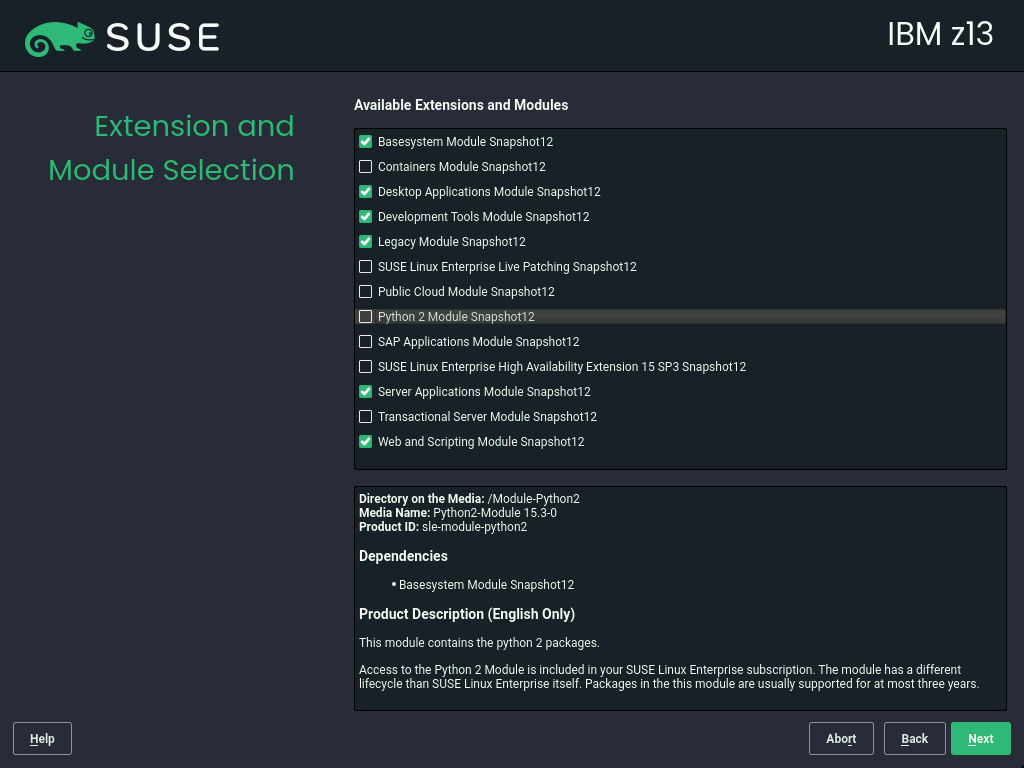 SUSE
IBM z13
Extension and
Module Selection
Available Extensions and Modules
Basesystem Module Snapshot12
Containers Module Snapshot12
Desktop Applications Module Snapshot12
Development Tools Module Snapshot12
Legacy Module Snapshot12
SUSE Linux Enterprise Live Patching Snapshot12
Public Cloud Module Snapshot12
Python 2 Module Snapshot12
SAP Applications Module Snapshot12
SUSE Linux Enterprise High Availability Extension 15 SP3 Snapshot12
Server Applications Module Snapshot12
Transactional Server Module Snapshot12
Web and Scripting Module Snapshot12
Directory on the Media: /Module-Python2
Media Name: Python2-Module 15.3-0
Product ID: sle-module-python2
Dependencies
• Basesystem Module Snapshot12
Product Description (English Only)
This module contains the python 2 packages.
Access to the Python 2 Module is included in your SUSE Linux Enterprise subscription. The module has a different
lifecycle than SUSE Linux Enterprise itself. Packages in the this module are usually supported for at most three years.
Help
Abort
Back
Next